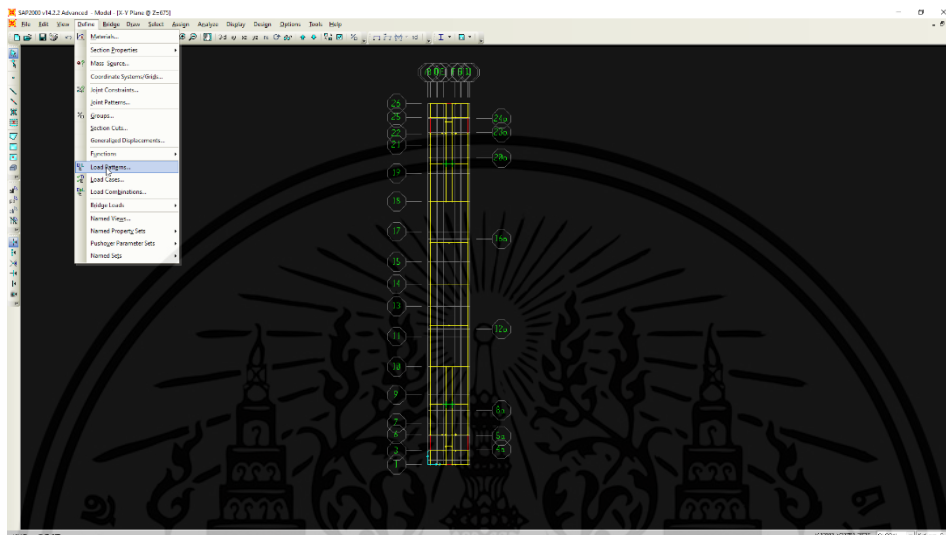 SAP2000 v14.2.2 Advanced - Model - [X-Y Plane @ Z=675]
File Edit View Define Bridge Draw Select Assign Analyze Display Design Options Tools Help
Materials...
Section Properties
Mass Source...
Coordinate Systems/Grids...
Joint Constraints...
Joint Patterns...
Groups...
Section Cuts...
Generalized Displacements...
Functions
Load Patterns...
Load Cases...
Load Combinations...
Bridge Loads
Named Views...
Named Property Sets
Pushover Parameter Sets
Named Sets
26
25
24a
22
23a
21
20a
19
18
17
16a
15
14
13
12a
11
10
9
8a
7
6
5a
4a
3
1